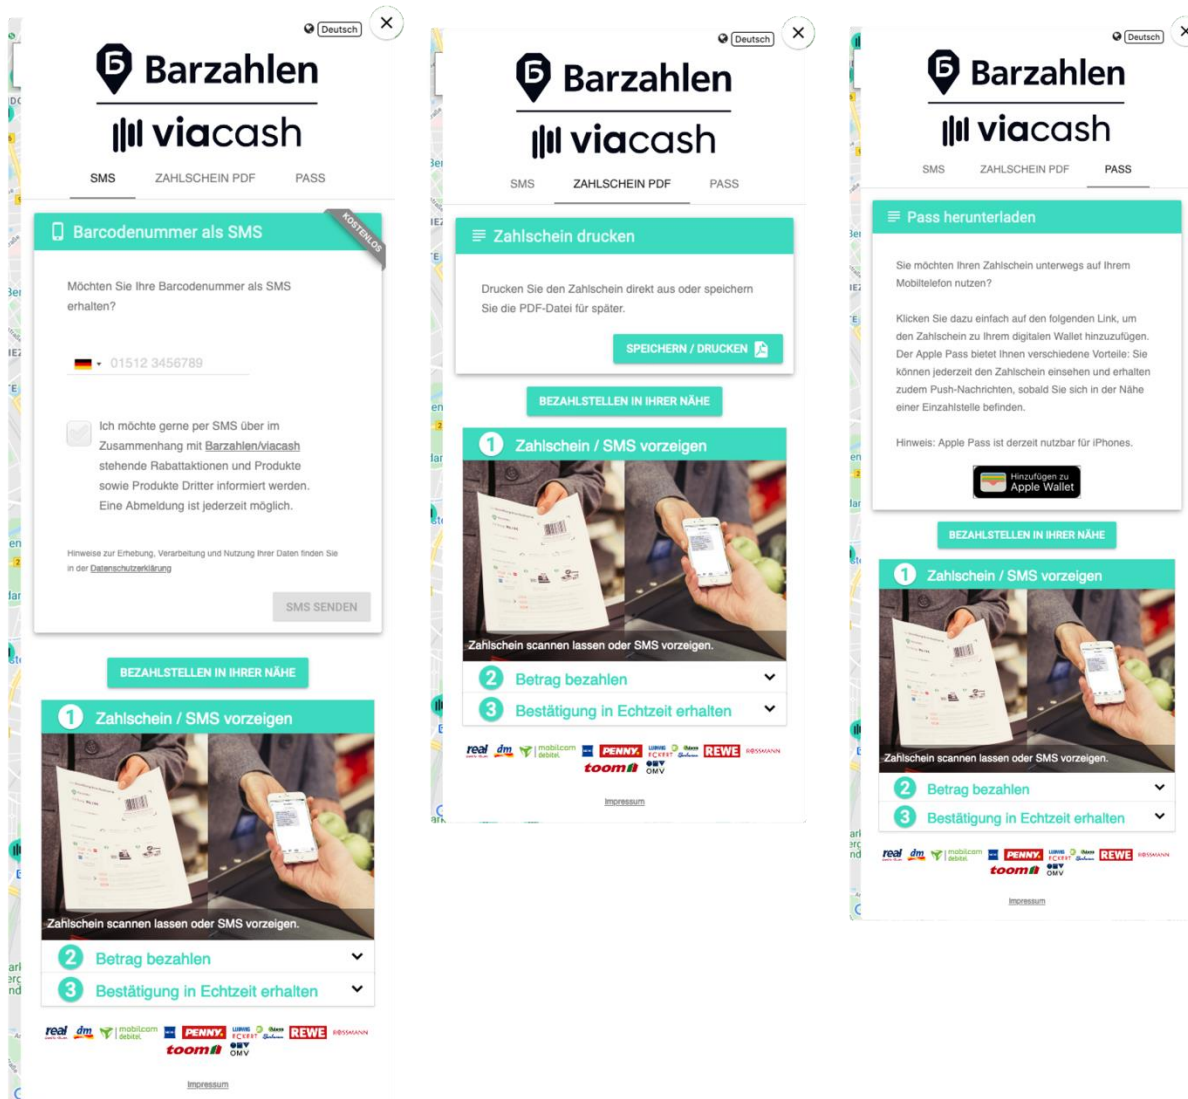 Deutsch
Barzahlen
viacash
SMS ZAHLSCHEIN PDF PASS
Barcodenummer als SMS
KOSTENLOS
Möchten Sie Ihre Barcodenummer als SMS
erhalten?
01512 3456789
Ich möchte gerne per SMS über im
Zusammenhang mit Barzahlen/viacash
stehende Rabattaktionen und Produkte
sowie Produkte Dritter informiert werden.
Eine Abmeldung ist jederzeit möglich.
Hinweise zur Erhebung, Verarbeitung und Nutzung Ihrer Daten finden Sie
in der Datenschutzerklärung
SMS SENDEN
BEZAHLSTELLEN IN IHRER NÄHE
1 Zahlschein / SMS vorzeigen
Zahlschein scannen lassen oder SMS vorzeigen.
2 Betrag bezahlen
3 Bestätigung in Echtzeit erhalten
real dm mobilcom debitel PENNY. LUDWIG ECKERT REWE ROSSMANN
toom OMV
Impressum
Deutsch
Barzahlen
viacash
SMS ZAHLSCHEIN PDF PASS
Zahlschein drucken
Drucken Sie den Zahlschein direkt aus oder speichern
Sie die PDF-Datei für später.
SPEICHERN / DRUCKEN
BEZAHLSTELLEN IN IHRER NÄHE
1 Zahlschein / SMS vorzeigen
Zahlschein scannen lassen oder SMS vorzeigen.
2 Betrag bezahlen
3 Bestätigung in Echtzeit erhalten
real dm mobilcom debitel PENNY. LUDWIG ECKERT REWE ROSSMANN
toom OMV
Impressum
Deutsch
Barzahlen
viacash
SMS ZAHLSCHEIN PDF PASS
Pass herunterladen
Sie möchten Ihren Zahlschein unterwegs auf Ihrem
Mobiltelefon nutzen?
Klicken Sie dazu einfach auf den folgenden Link, um
den Zahlschein zu Ihrem digitalen Wallet hinzuzufügen.
Der Apple Pass bietet Ihnen verschiedene Vorteile: Sie
können jederzeit den Zahlschein einsehen und erhalten
zudem Push-Nachrichten, sobald Sie sich in der Nähe
einer Einzahlstelle befinden.
Hinweis: Apple Pass ist derzeit nutzbar für iPhones.
Hinzufügen zu
Apple Wallet
BEZAHLSTELLEN IN IHRER NÄHE
1 Zahlschein / SMS vorzeigen
Zahlschein scannen lassen oder SMS vorzeigen.
2 Betrag bezahlen
3 Bestätigung in Echtzeit erhalten
real dm mobilcom debitel PENNY. LUDWIG ECKERT REWE ROSSMANN
toom OMV
Impressum